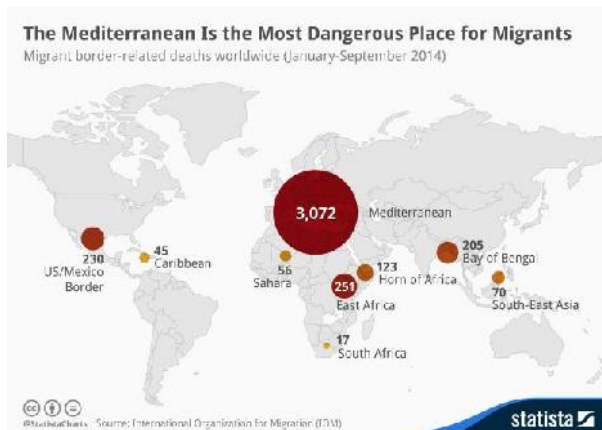 The Mediterranean Is the Most Dangerous Place for Migrants
Migrant border-related deaths worldwide (January-September 2014)
3,072
Mediterranean
230
US/Mexico
Border
45
Caribbean
56
Sahara
251
East Africa
123
Horn of Africa
205
Bay of Bengal
70
South-East Asia
17
South Africa
@StatistaCharts Source: International Organization for Migration (IOM)
statista